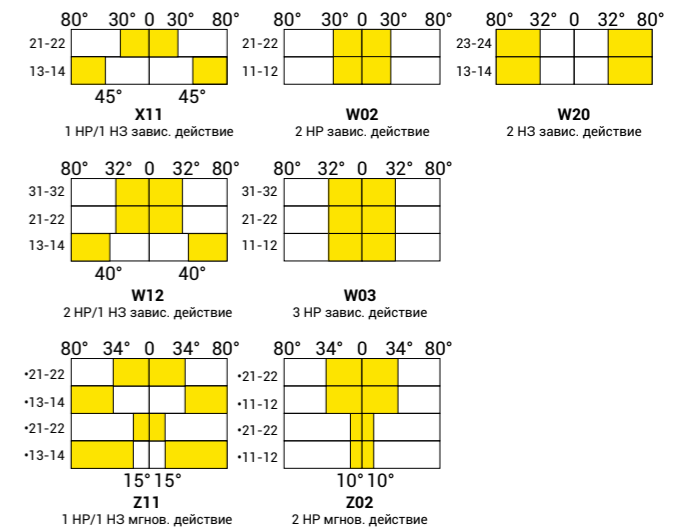 80° 30° 0 30° 80°
21-22
13-14
45° 45°
X11
1 НР/1 НЗ завис. действие
80° 30° 0 30° 80°
21-22
11-12
W02
2 НР завис. действие
80° 32° 0 32° 80°
23-24
13-14
W20
2 НЗ завис. действие
80° 32° 0 32° 80°
31-32
21-22
13-14
40° 40°
W12
2 НР/1 НЗ завис. действие
80° 32° 0 32° 80°
31-32
21-22
11-12
W03
3 НР завис. действие
80° 34° 0 34° 80°
•21-22
•13-14
•21-22
•13-14
15° 15°
Z11
1 НР/1 НЗ мгнов. действие
80° 34° 0 34° 80°
•21-22
•11-12
•21-22
•11-12
10° 10°
Z02
2 НР мгнов. действие